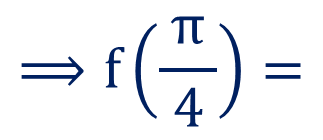 ⟹ f(π/4) =